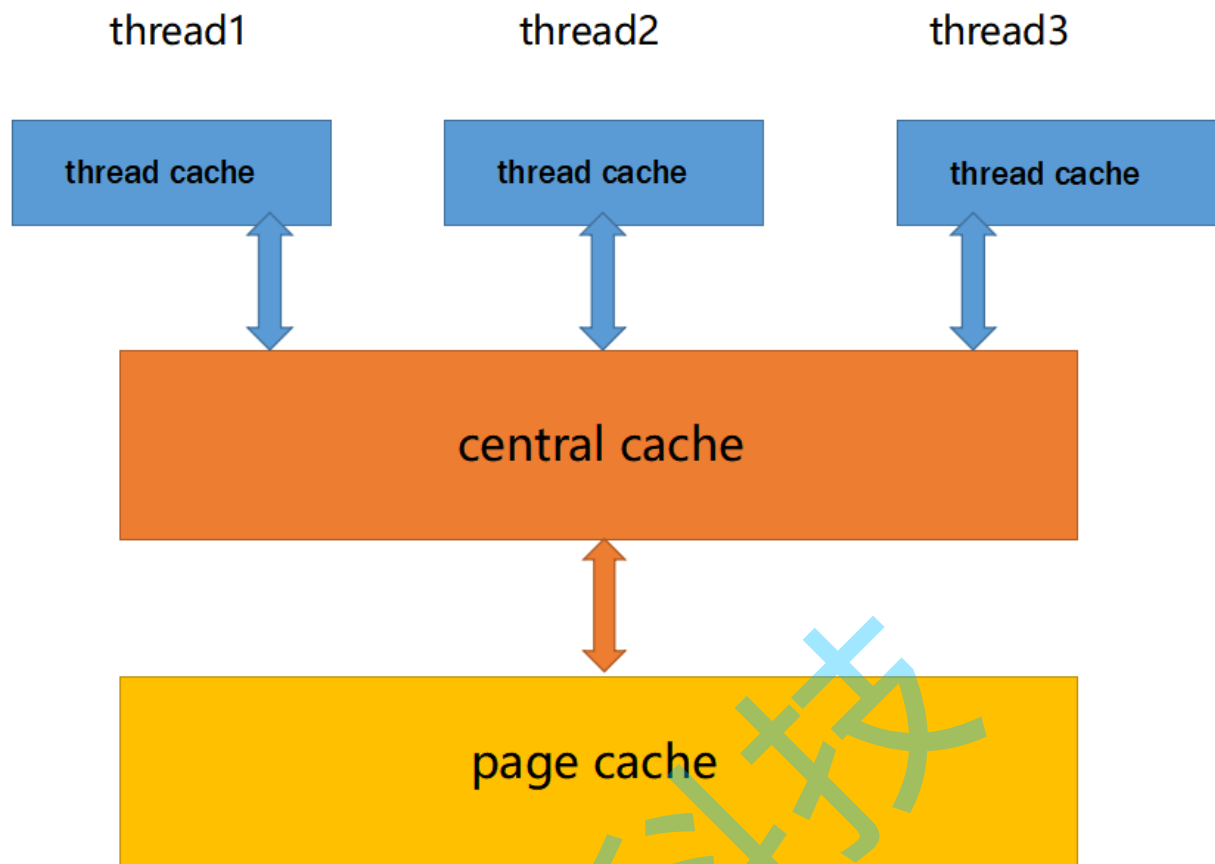 thread1 thread2 thread3
thread cache thread cache thread cache
central cache
page cache